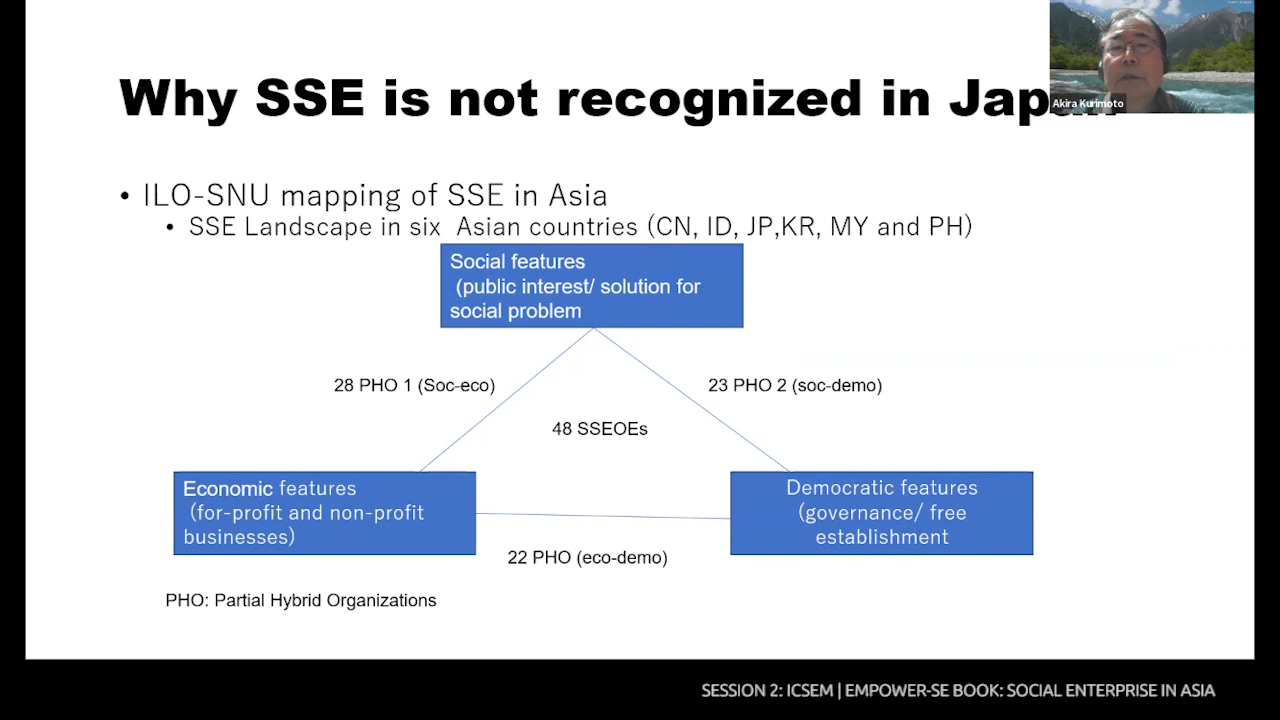 Why SSE is not recognized in Japan
Akira Kurimoto
• ILO-SNU mapping of SSE in Asia
• SSE Landscape in six Asian countries (CN, ID, JP,KR, MY and PH)
Social features
(public interest/ solution for
social problem
28 PHO 1 (Soc-eco)
23 PHO 2 (soc-demo)
48 SSEOEs
Economic features
(for-profit and non-profit
businesses)
Democratic features
(governance/ free
establishment
22 PHO (eco-demo)
PHO: Partial Hybrid Organizations
SESSION 2: ICSEM | EMPOWER-SE BOOK: SOCIAL ENTERPRISE IN ASIA